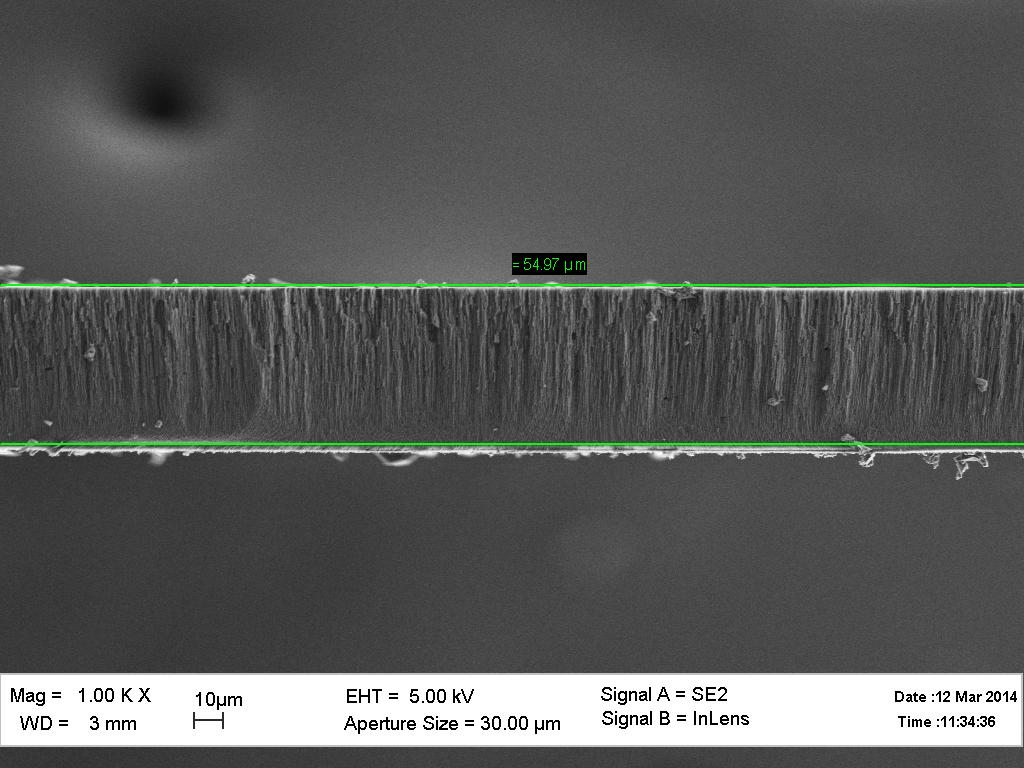 = 54.97 µm
Mag = 1.00 K X
WD = 3 mm
10µm
EHT = 5.00 kV
Aperture Size = 30.00 µm
Signal A = SE2
Signal B = InLens
Date :12 Mar 2014
Time :11:34:36